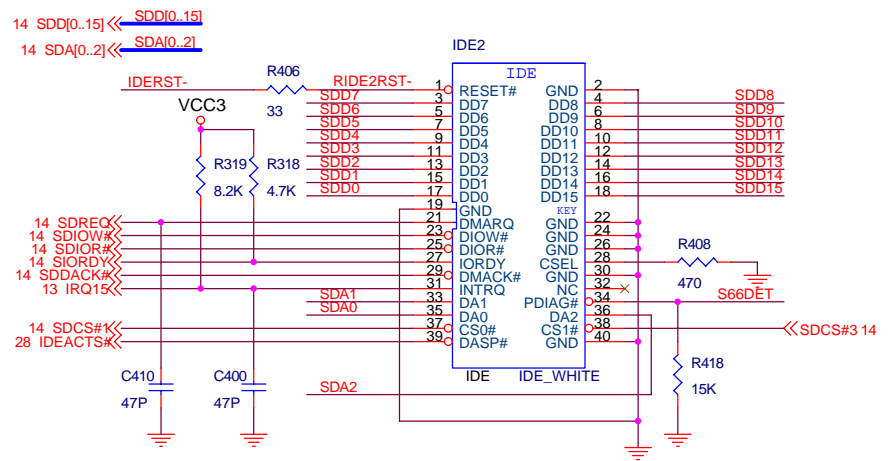 14 SDD[0..15] SDD[0..15]
14 SDA[0..2] SDA[0..2]
IDE2
IDERST- R406 33 RIDE2RST- 1 RESET# IDE GND 2
VCC3
SDD7 3 DD7 DD8 4 SDD8
SDD6 5 DD6 DD9 6 SDD9
SDD5 7 DD5 DD10 8 SDD10
SDD4 9 DD4 DD11 10 SDD11
SDD3 11 DD3 DD12 12 SDD12
SDD2 13 DD2 DD13 14 SDD13
SDD1 15 DD1 DD14 16 SDD14
SDD0 17 DD0 DD15 18 SDD15
R319 R318
8.2K 4.7K
19 GND KEY
14 SDREQ 21 DMARQ GND 22
14 SDIOW# 23 DIOW# GND 24
14 SDIOR# 25 DIOR# GND 26
14 SIORDY 27 IORDY CSEL 28 R408 470
14 SDDACK# 29 DMACK# GND 30
13 IRQ15 31 INTRQ NC 32
SDA1 33 DA1 PDIAG# 34 S66DET
SDA0 35 DA0 DA2 36
14 SDCS#1 37 CS0# CS1# 38 SDCS#3 14
28 IDEACTS# 39 DASP# GND 40
C410 C400
47P 47P
SDA2
IDE IDE_WHITE
R418
15K